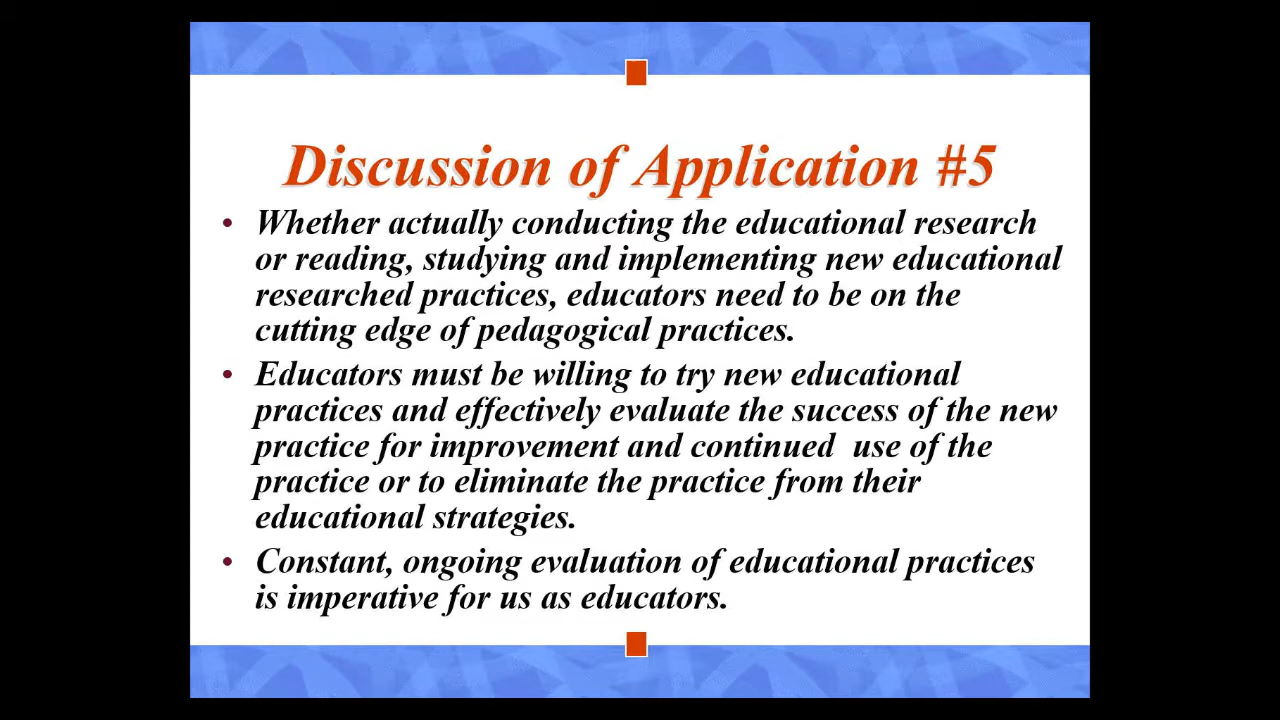 Discussion of Application #5
• Whether actually conducting the educational research
or reading, studying and implementing new educational
researched practices, educators need to be on the
cutting edge of pedagogical practices.
• Educators must be willing to try new educational
practices and effectively evaluate the success of the new
practice for improvement and continued  use of the
practice or to eliminate the practice from their
educational strategies.
• Constant, ongoing evaluation of educational practices
is imperative for us as educators.